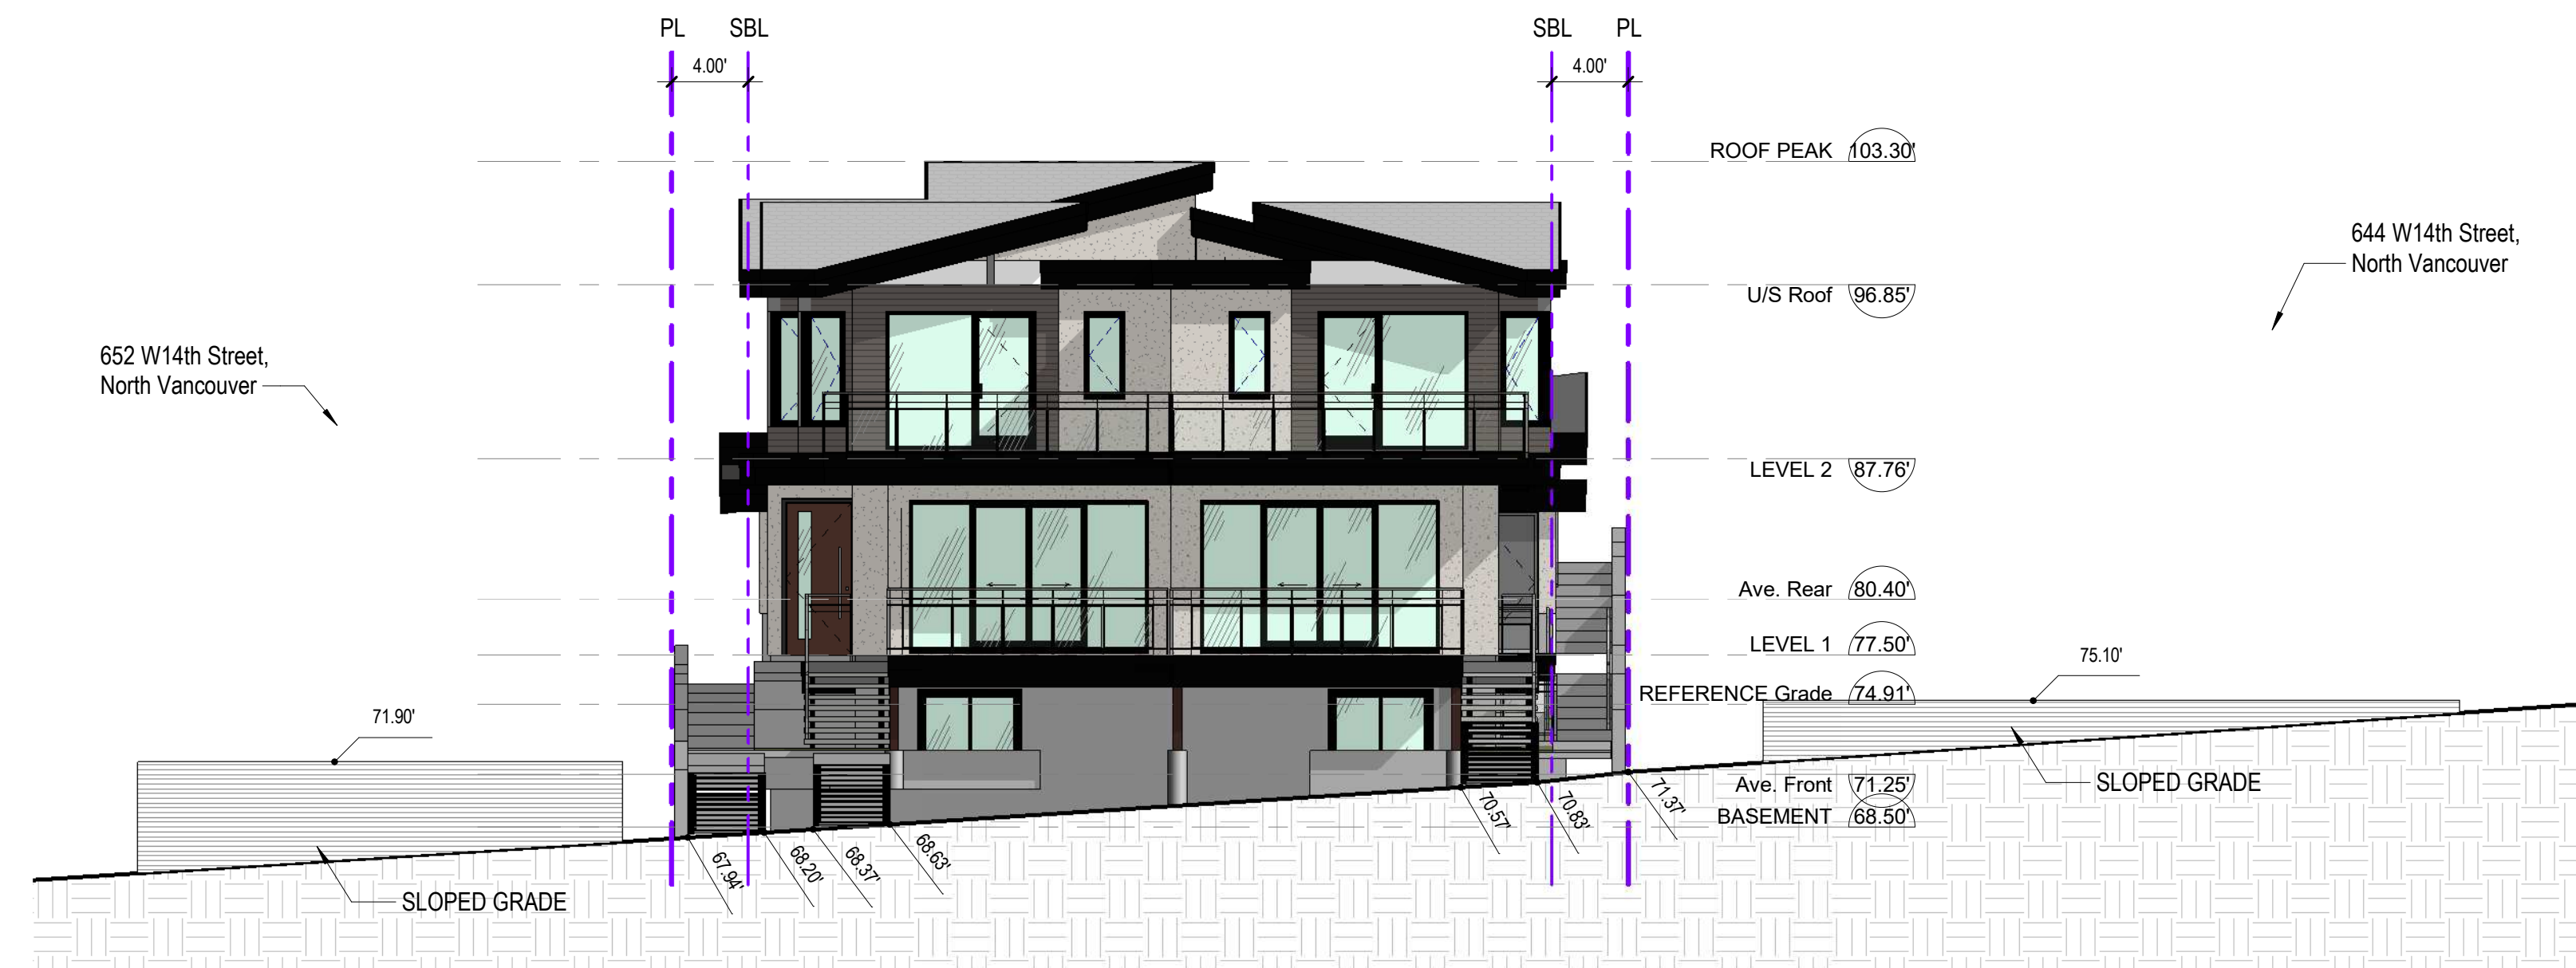 PL
SBL
SBL
PL
4.00'
4.00'
ROOF PEAK 103.30'
644 W14th Street,
North Vancouver
U/S Roof 96.85'
652 W14th Street,
North Vancouver
LEVEL 2 87.76'
Ave. Rear 80.40'
LEVEL 1 77.50'
75.10'
REFERENCE Grade 74.91'
71.90'
Ave. Front 71.25'
SLOPED GRADE
BASEMENT 68.50'
67.94'
68.20'
68.37'
68.63'
70.57'
70.83'
71.37'
SLOPED GRADE